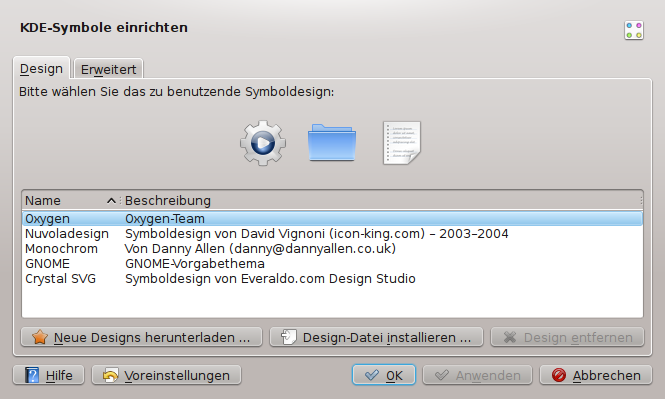 KDE-Symbole einrichten
Design Erweitert
Bitte wählen Sie das zu benutzende Symboldesign:
Name Beschreibung
Oxygen Oxygen-Team
Nuvoladesign Symboldesign von David Vignoni (icon-king.com) – 2003–2004
Monochrom Von Danny Allen (danny@dannyallen.co.uk)
GNOME GNOME-Vorgabethema
Crystal SVG Symboldesign von Everaldo.com Design Studio
Neue Designs herunterladen ... Design-Datei installieren ... Design entfernen
Hilfe Voreinstellungen OK Anwenden Abbrechen